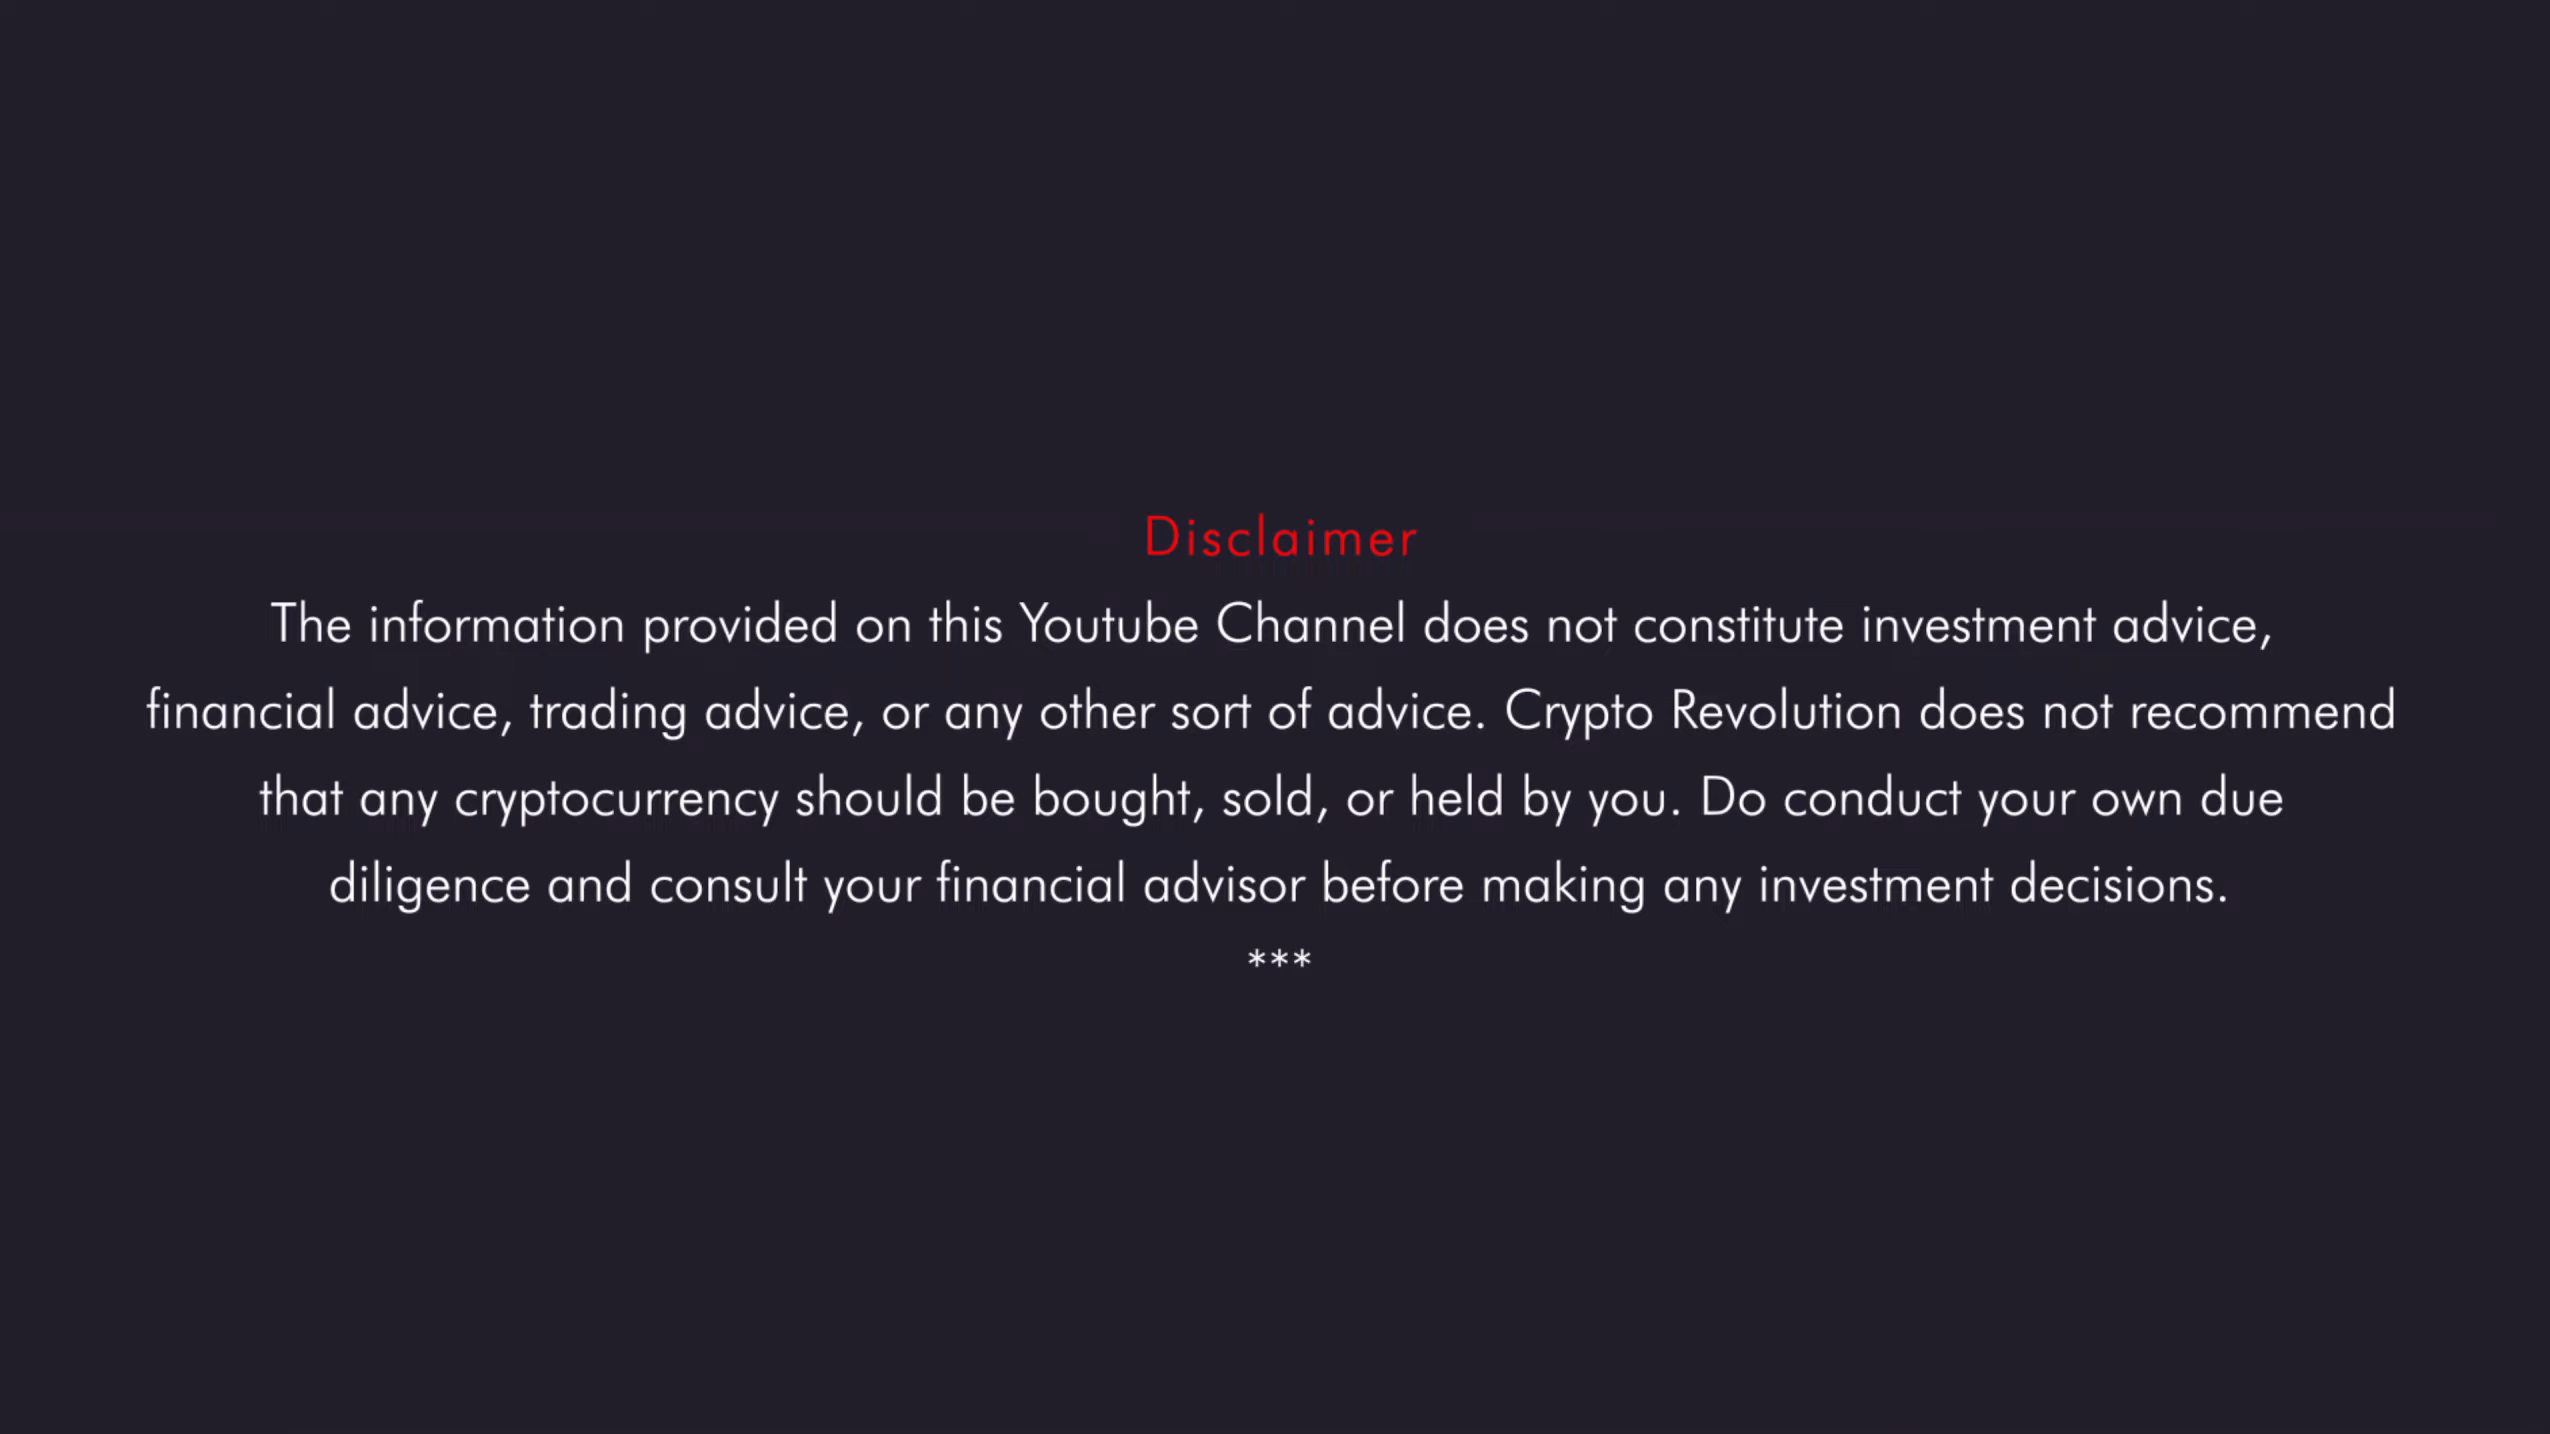 Disclaimer
The information provided on this Youtube Channel does not constitute investment advice,
financial advice, trading advice, or any other sort of advice. Crypto Revolution does not recommend
that any cryptocurrency should be bought, sold, or held by you. Do conduct your own due
diligence and consult your financial advisor before making any investment decisions.
***